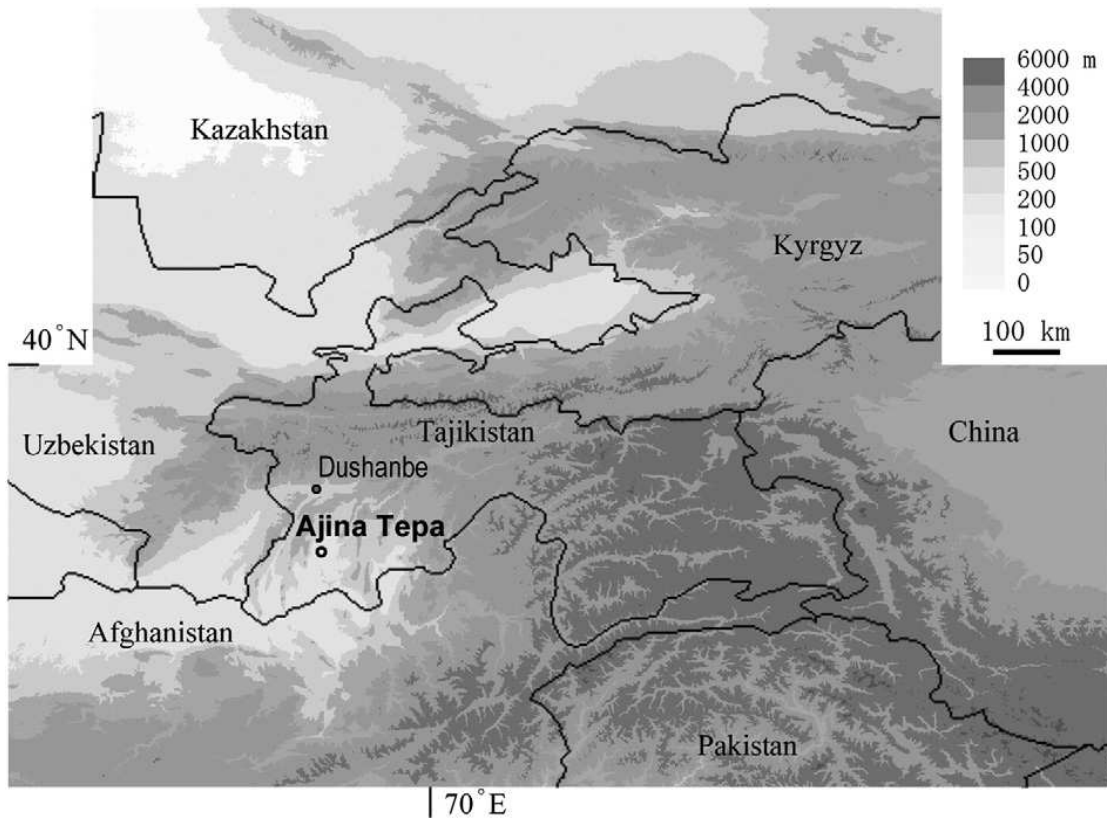 6000 m
4000
2000
1000
500
200
100
50
0
Kazakhstan
Kyrgyz
40°N
100 km
Uzbekistan
Tajikistan
China
Dushanbe
Ajina Tepa
Afghanistan
Pakistan
70°E